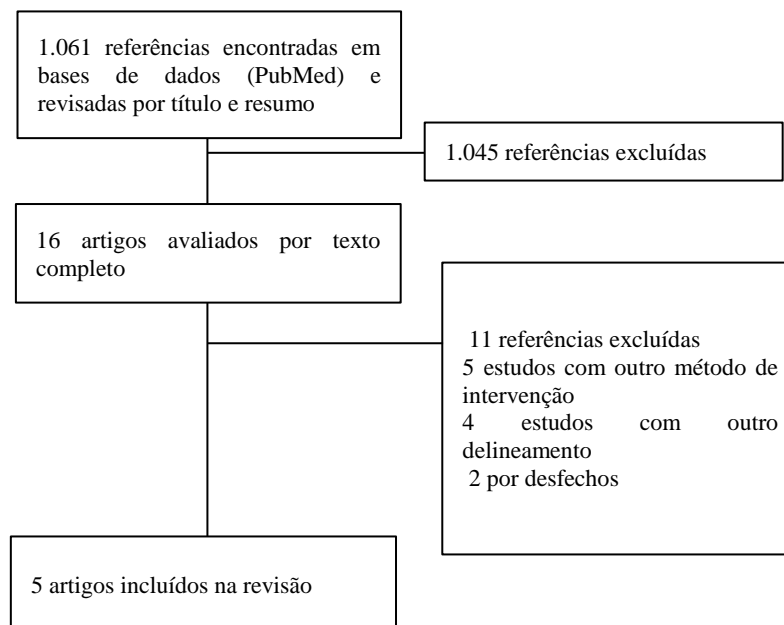 1.061 referências encontradas em
bases de dados (PubMed) e
revisadas por título e resumo
1.045 referências excluídas
16 artigos avaliados por texto
completo
11 referências excluídas
5 estudos com outro método de
intervenção
4 estudos com outro
delineamento
2 por desfechos
5 artigos incluídos na revisão